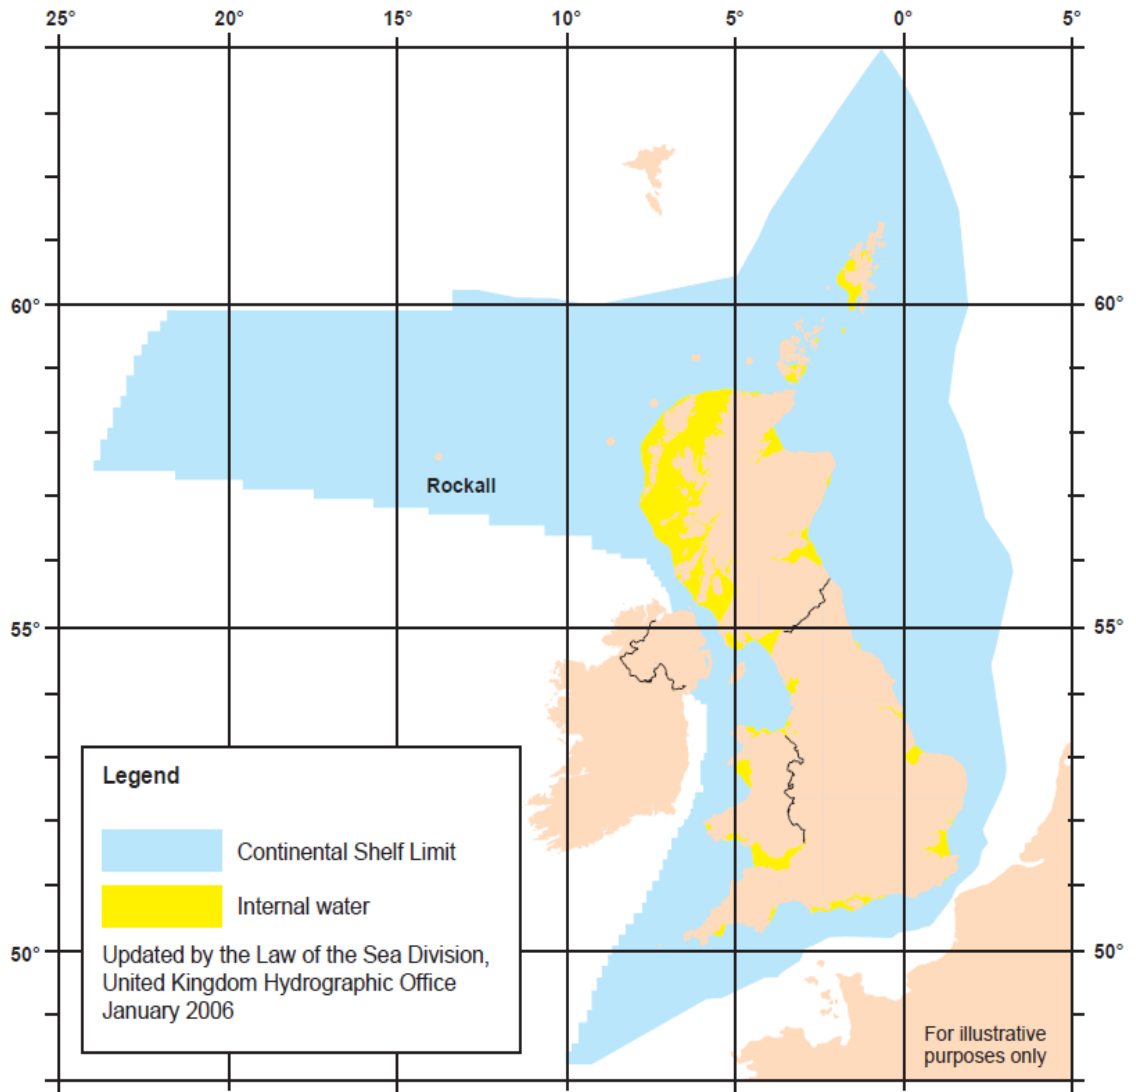 25° 20° 15° 10° 5° 0° 5°
60° 60°
Rockall
55° 55°
Legend
Continental Shelf Limit
Internal water
Updated by the Law of the Sea Division,
United Kingdom Hydrographic Office
January 2006
50° 50°
For illustrative
purposes only